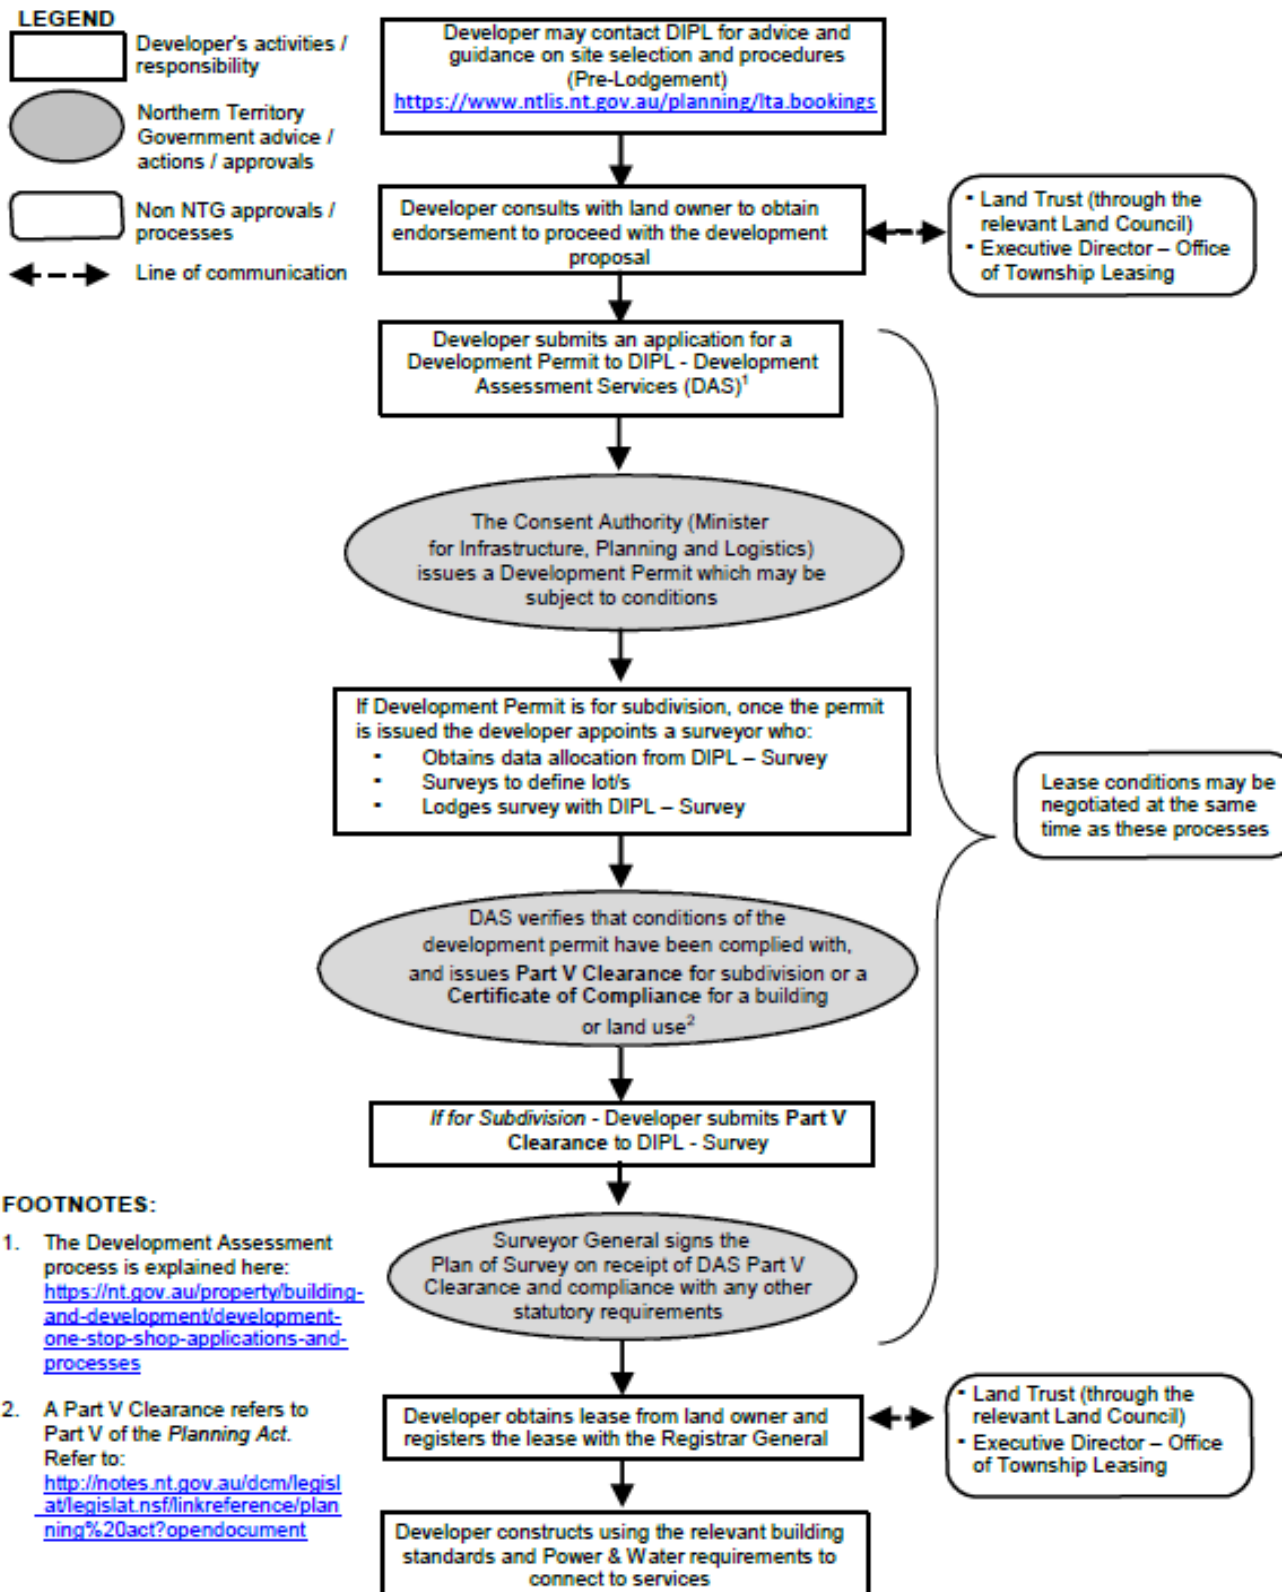 LEGEND
Developer's activities /
responsibility
Northern Territory
Government advice /
actions / approvals
Non NTG approvals /
processes
Line of communication
Developer may contact DIPL for advice and
guidance on site selection and procedures
(Pre-Lodgement)
https://www.ntlis.nt.gov.au/planning/lta.bookings
Developer consults with land owner to obtain
endorsement to proceed with the development
proposal
▪ Land Trust (through the
relevant Land Council)
▪ Executive Director – Office
of Township Leasing
Developer submits an application for a
Development Permit to DIPL - Development
Assessment Services (DAS)1
The Consent Authority (Minister
for Infrastructure, Planning and Logistics)
issues a Development Permit which may be
subject to conditions
If Development Permit is for subdivision, once the permit
is issued the developer appoints a surveyor who:
▪ Obtains data allocation from DIPL – Survey
▪ Surveys to define lot/s
▪ Lodges survey with DIPL – Survey
Lease conditions may be
negotiated at the same
time as these processes
DAS verifies that conditions of the
development permit have been complied with,
and issues Part V Clearance for subdivision or a
Certificate of Compliance for a building
or land use2
If for Subdivision - Developer submits Part V
Clearance to DIPL - Survey
Surveyor General signs the
Plan of Survey on receipt of DAS Part V
Clearance and compliance with any other
statutory requirements
Developer obtains lease from land owner and
registers the lease with the Registrar General
▪ Land Trust (through the
relevant Land Council)
▪ Executive Director – Office
of Township Leasing
Developer constructs using the relevant building
standards and Power & Water requirements to
connect to services
FOOTNOTES:
1. The Development Assessment
process is explained here:
https://nt.gov.au/property/building-
and-development/development-
one-stop-shop-applications-and-
processes
2. A Part V Clearance refers to
Part V of the Planning Act.
Refer to:
http://notes.nt.gov.au/dcm/legisl
at/legislat.nsf/linkreference/plan
ning%20act?opendocument